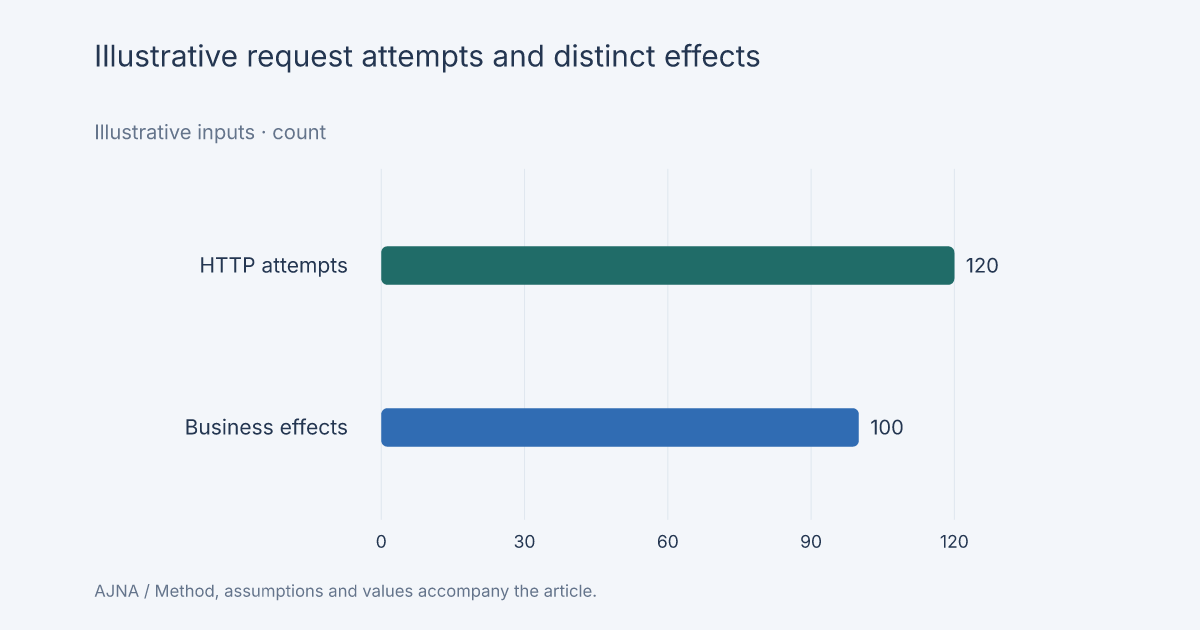 Illustrative request attempts and distinct effects
Illustrative inputs · count
HTTP attempts 120
Business effects 100
0 30 60 90 120
AJNA / Method, assumptions and values accompany the article.